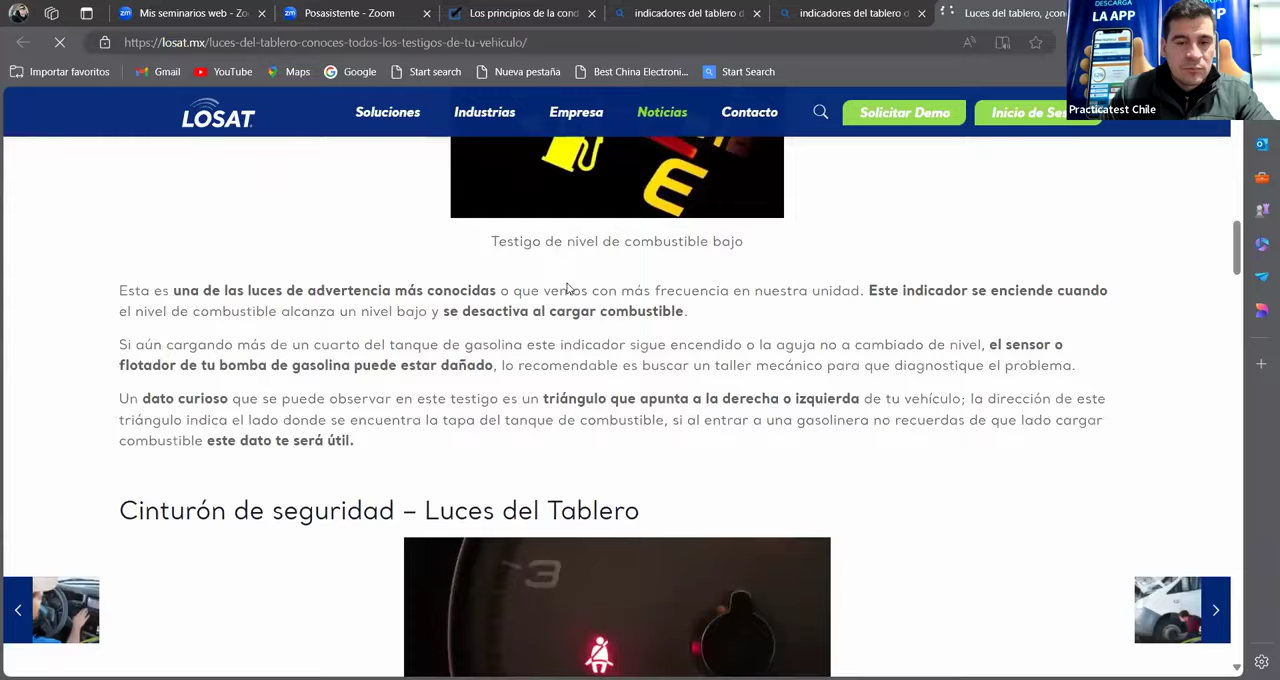 Mis seminarios web - Zo
Posasistente - Zoom
Los principios de la cond
indicadores del tablero d
indicadores del tablero d
Luces del tablero, ¿cono
DESCARGA
LA APP
https://losat.mx/luces-del-tablero-conoces-todos-los-testigos-de-tu-vehiculo/
Importar favoritos
Gmail
YouTube
Maps
Google
Start search
Nueva pestaña
Best China Electroni...
Start Search
Practicatest Chile
LOSAT
Soluciones
Industrias
Empresa
Noticias
Contacto
Solicitar Demo
Inicio de Ses
E
Testigo de nivel de combustible bajo
Esta es una de las luces de advertencia más conocidas o que vemos con más frecuencia en nuestra unidad. Este indicador se enciende cuando
el nivel de combustible alcanza un nivel bajo y se desactiva al cargar combustible.
Si aún cargando más de un cuarto del tanque de gasolina este indicador sigue encendido o la aguja no a cambiado de nivel, el sensor o
flotador de tu bomba de gasolina puede estar dañado, lo recomendable es buscar un taller mecánico para que diagnostique el problema.
Un dato curioso que se puede observar en este testigo es un triángulo que apunta a la derecha o izquierda de tu vehículo; la dirección de este
triángulo indica el lado donde se encuentra la tapa del tanque de combustible, si al entrar a una gasolinera no recuerdas de que lado cargar
combustible este dato te será útil.
Cinturón de seguridad – Luces del Tablero
3